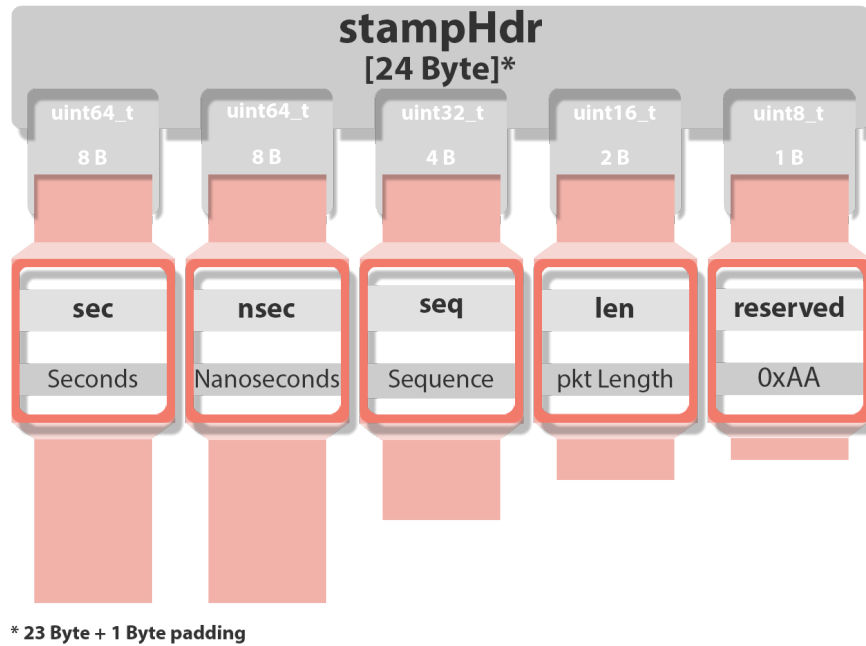 stampHdr
[24 Byte]*
uint64_t uint64_t uint32_t uint16_t uint8_t
8 B 8 B 4 B 2 B 1 B
sec nsec seq len reserved
Seconds Nanoseconds Sequence pkt Length 0xAA
* 23 Byte + 1 Byte padding